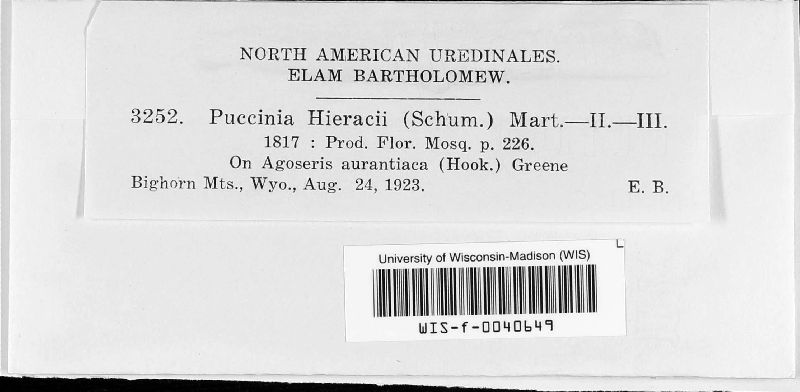 NORTH AMERICAN UREDINALES.
ELAM BARTHOLOMEW.
3252. Puccinia Hieracii (Schum.) Mart.—II.—III.
1817 : Prod. Flor. Mosq. p. 226.
On Agoseris aurantiaca (Hook.) Greene
Bighorn Mts., Wyo., Aug. 24, 1923. E. B.
University of Wisconsin-Madison (WIS)
WIS-f-0040649